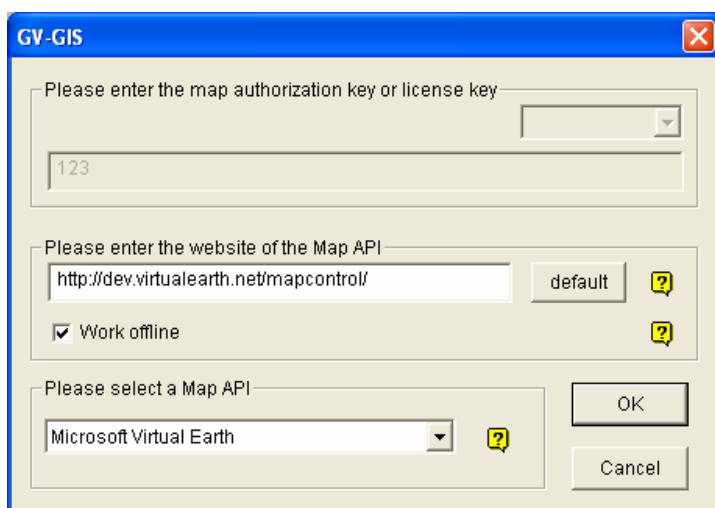 GV-GIS
Please enter the map authorization key or license key
123
Please enter the website of the Map API
http://dev.virtualearth.net/mapcontrol/
default
?
Work offline
?
Please select a Map API
Microsoft Virtual Earth
?
OK
Cancel